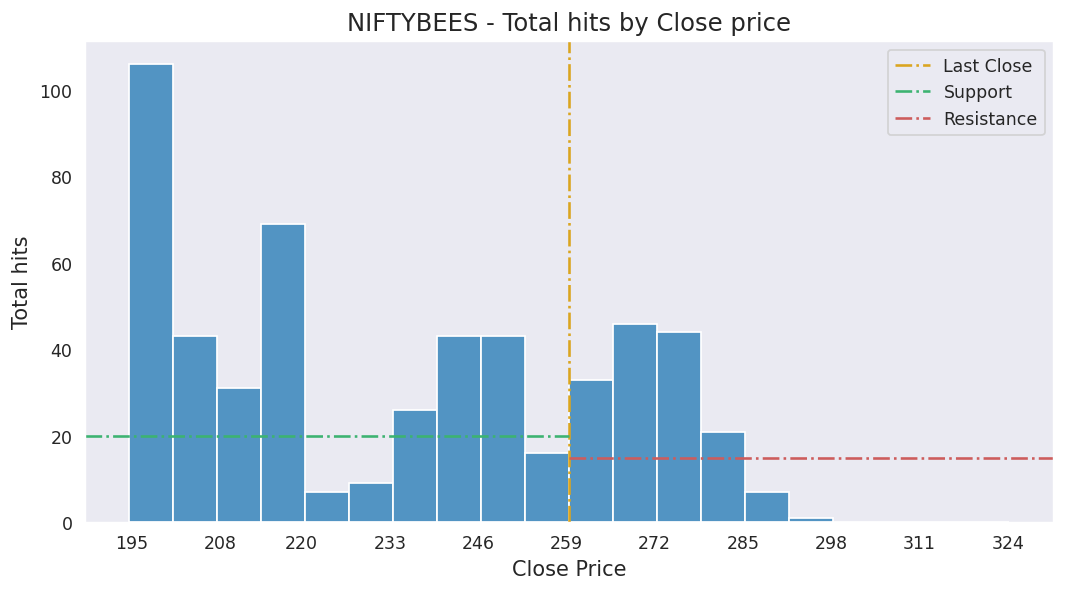 NIFTYBEES - Total hits by Close price
Last Close
Support
Resistance
Total hits
100
80
60
40
20
0
195 208 220 233 246 259 272 285 298 311 324
Close Price